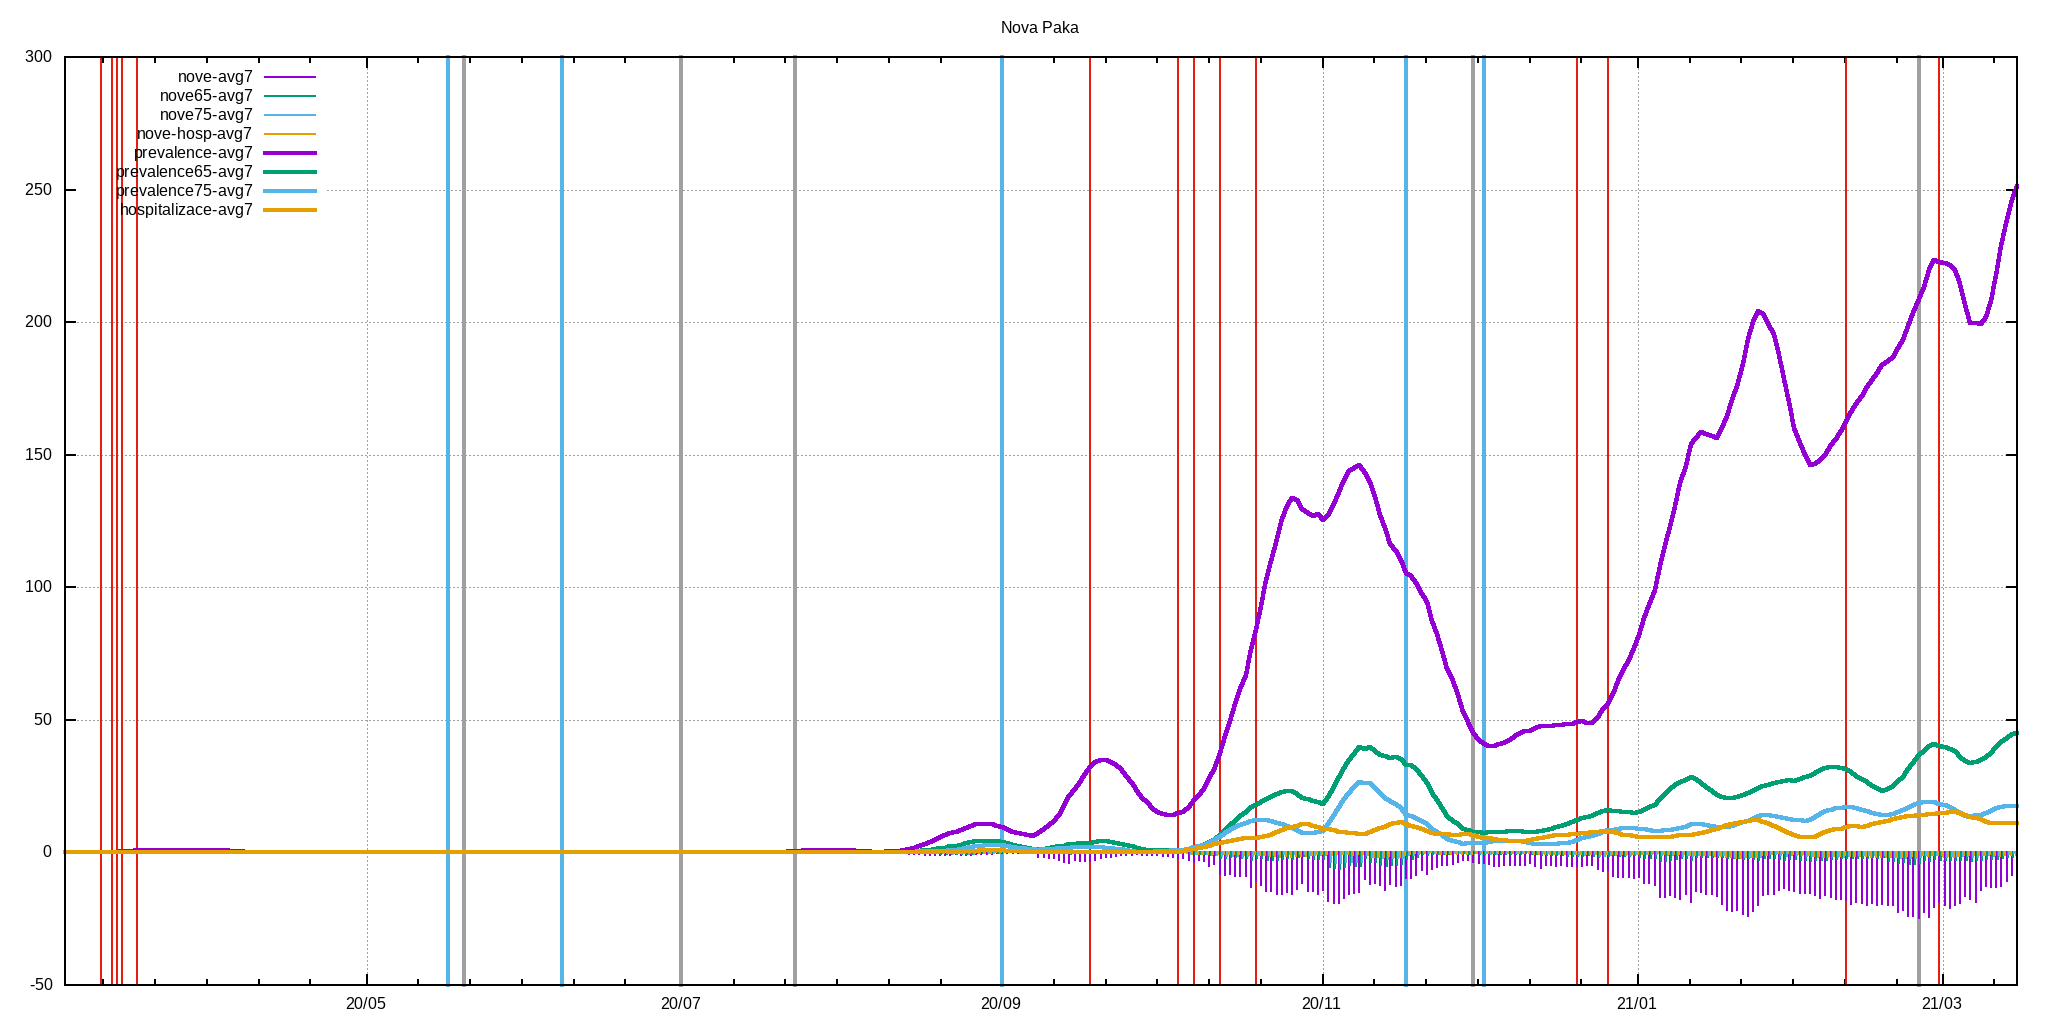 Nova Paka
300
250
200
150
100
50
0
-50
nove-avg7
nove65-avg7
nove75-avg7
nove-hosp-avg7
prevalence-avg7
prevalence65-avg7
prevalence75-avg7
hospitalizace-avg7
20/05
20/07
20/09
20/11
21/01
21/03